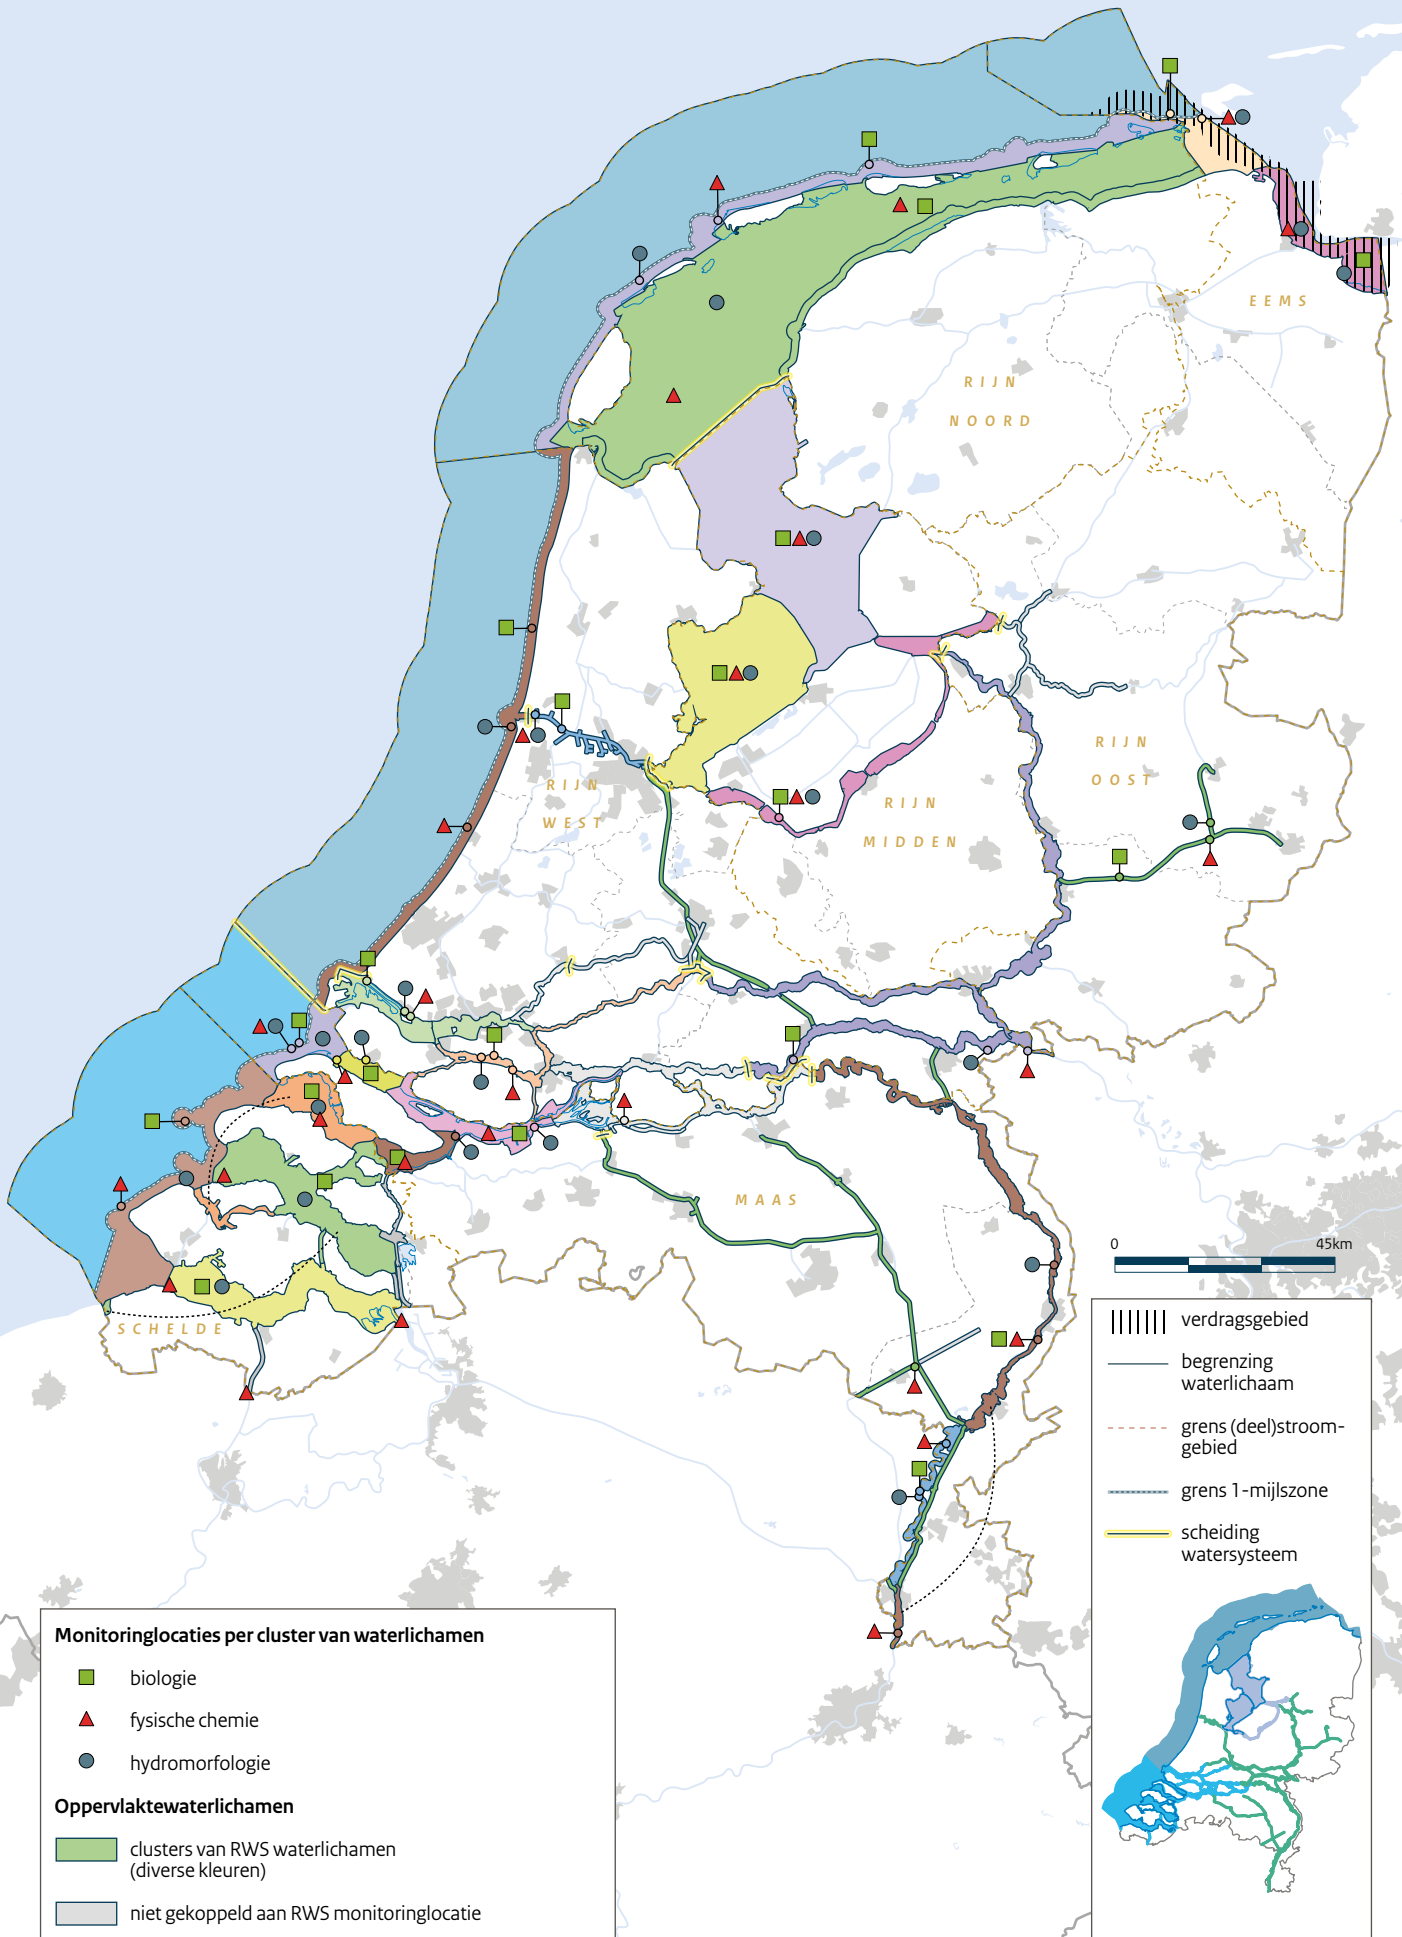 EEMS
RIJN
NOORD
RIJN
OOST
RIJN
WEST
RIJN
MIDDEN
MAAS
SCHELDE
0 45km
verdragsgebied
begrenzing
waterlichaam
grens (deel)stroom-
gebied
grens 1-mijlszone
scheiding
watersysteem
Monitoringlocaties per cluster van waterlichamen
biologie
fysische chemie
hydromorfologie
Oppervlaktewaterlichamen
clusters van RWS waterlichamen
(diverse kleuren)
niet gekoppeld aan RWS monitoringlocatie